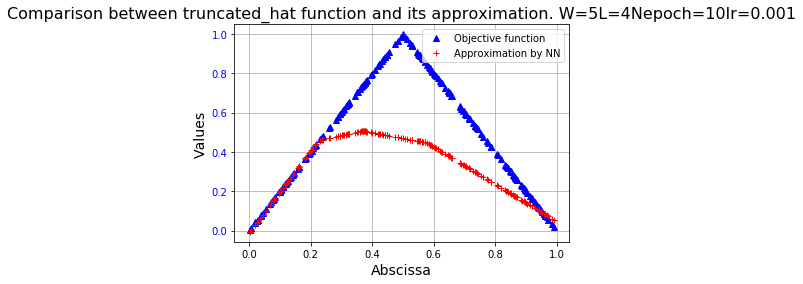 Comparison between truncated_hat function and its approximation. W=5L=4Nepoch=10lr=0.001
Objective function
Approximation by NN
1.0
0.8
0.6
0.4
0.2
0.0
Values
0.0 0.2 0.4 0.6 0.8 1.0
Abscissa